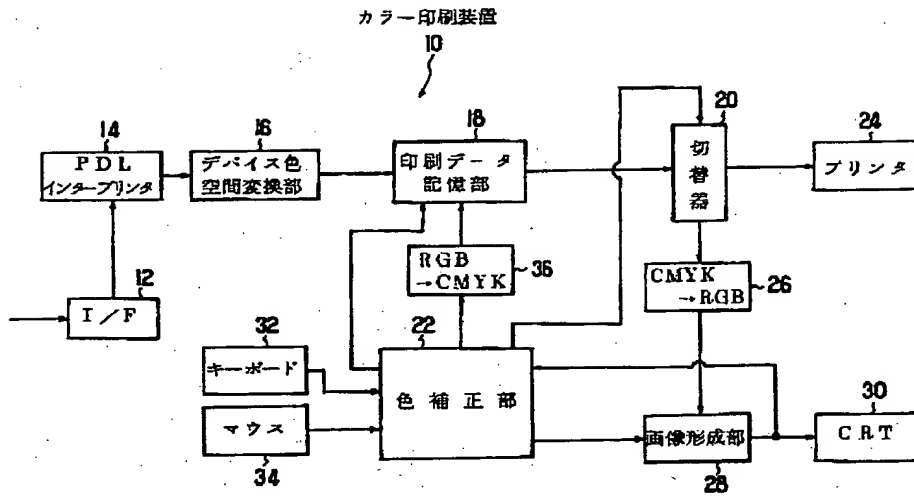 カラー印刷装置
10
14
PDL
インタープリンタ
16
デバイス色
空間変換部
18
印刷データ
記憶部
20
切
替
器
24
プリンタ
RGB
→CMYK
36
CMYK
→RGB
26
12
I/F
32
キーボード
22
色補正部
マウス
34
画像形成部
28
30
CRT